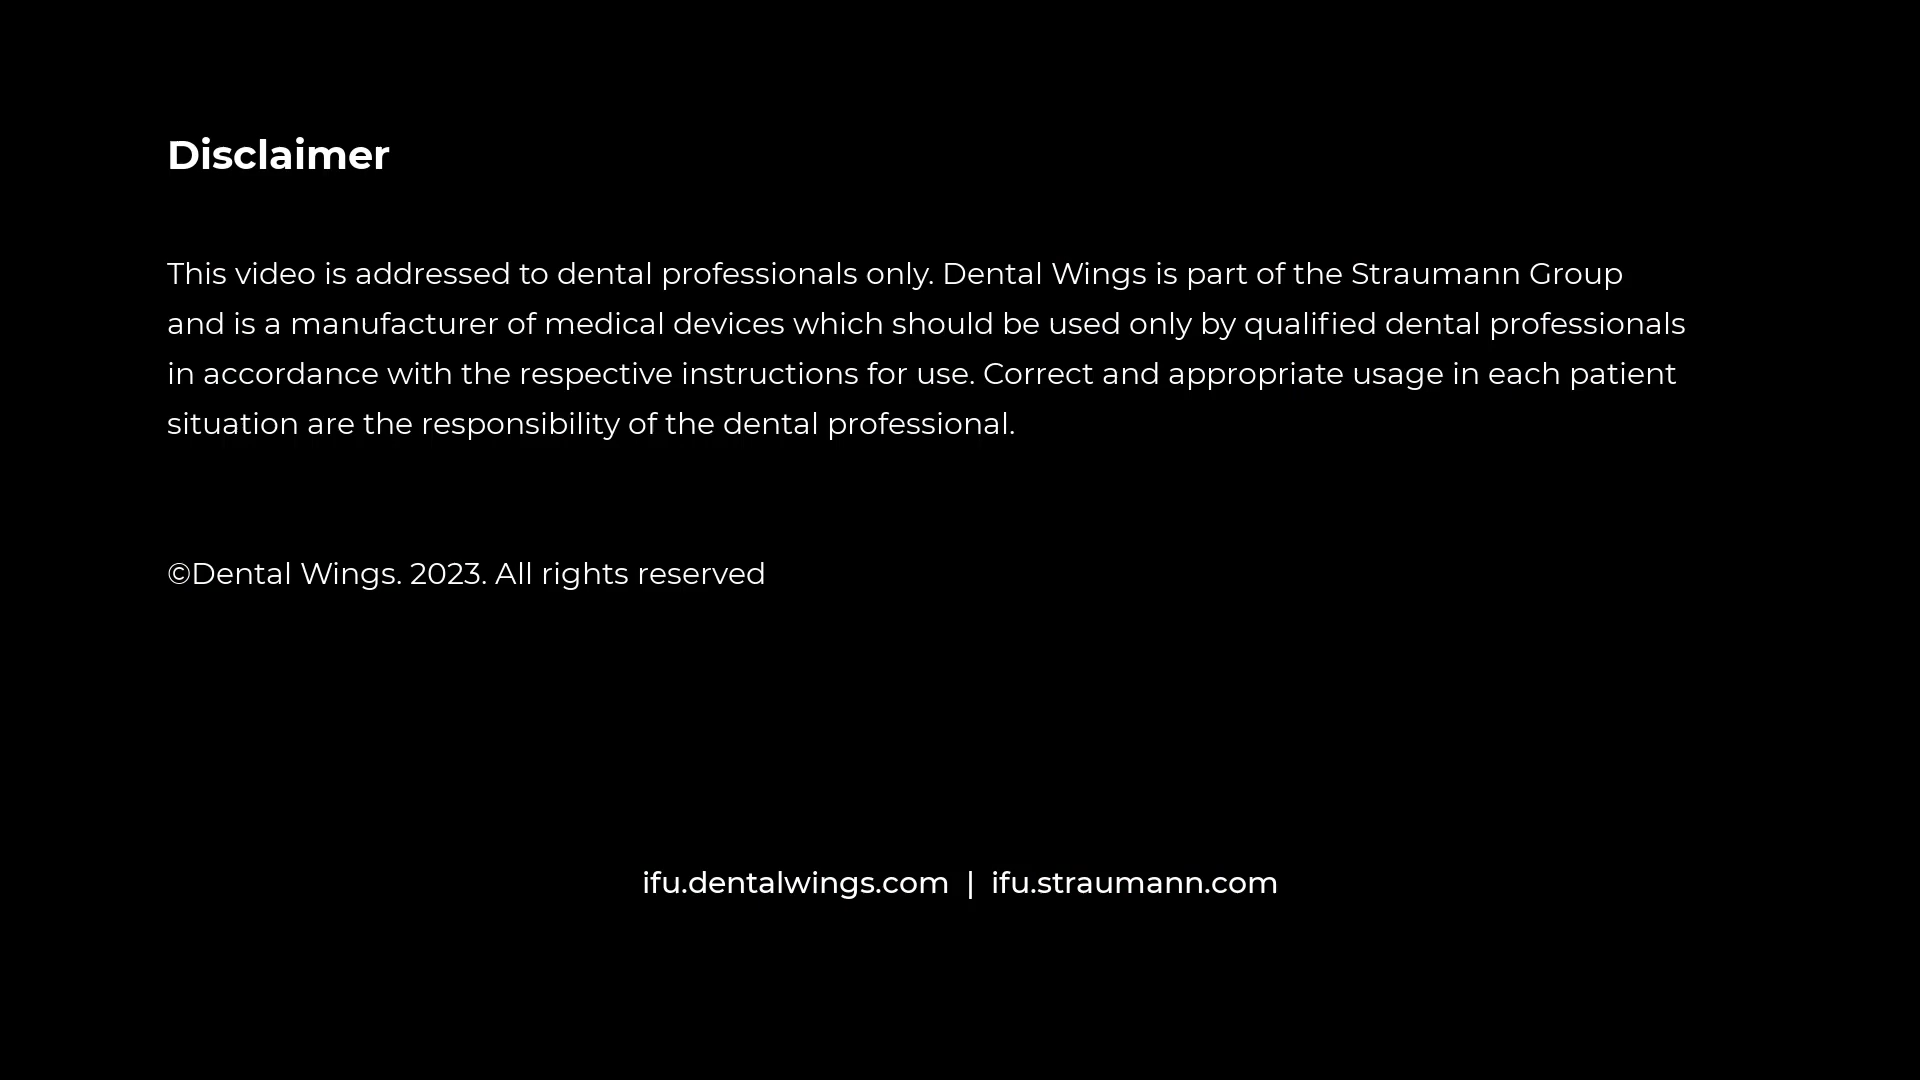 Disclaimer
This video is addressed to dental professionals only. Dental Wings is part of the Straumann Group
and is a manufacturer of medical devices which should be used only by qualified dental professionals
in accordance with the respective instructions for use. Correct and appropriate usage in each patient
situation are the responsibility of the dental professional.
©Dental Wings. 2023. All rights reserved
ifu.dentalwings.com | ifu.straumann.com